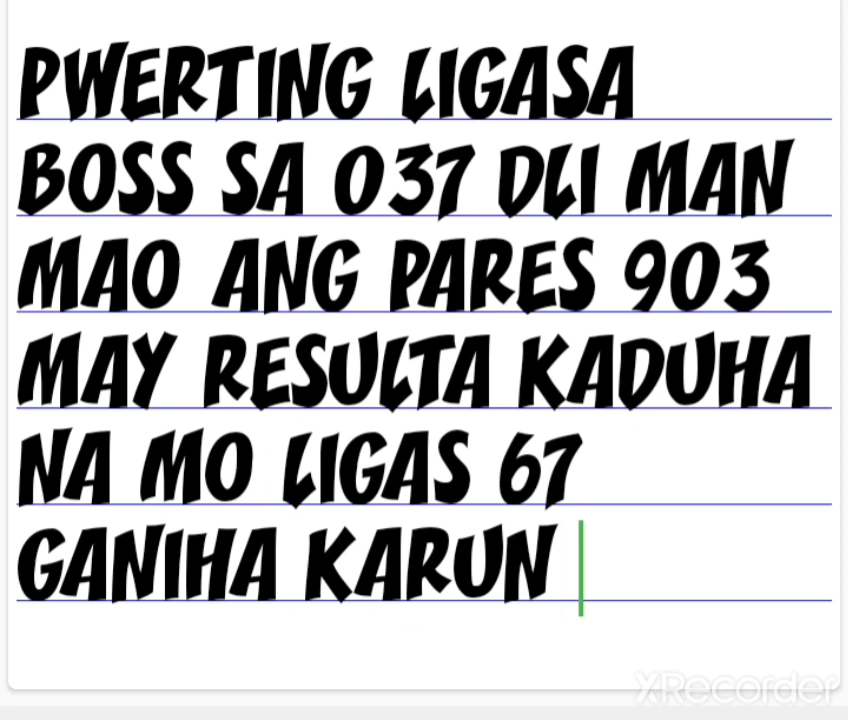 PWERTING LIGASA
BOSS SA 037 DLI MAN
MAO ANG PARES 903
MAY RESULTA KADUHA
NA MO LIGAS 67
GANIHA KARUN
XRecorder